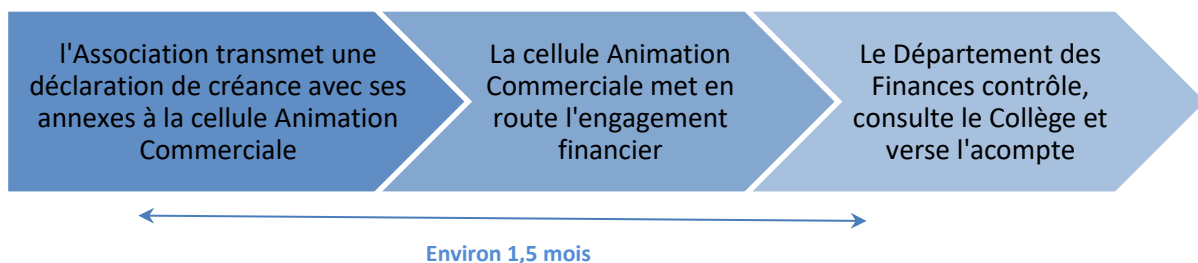 l'Association transmet une
déclaration de créance avec ses
annexes à la cellule Animation
Commerciale
La cellule Animation
Commerciale met en
route l'engagement
financier
Le Département des
Finances contrôle,
consulte le Collège et
verse l'acompte
Environ 1,5 mois